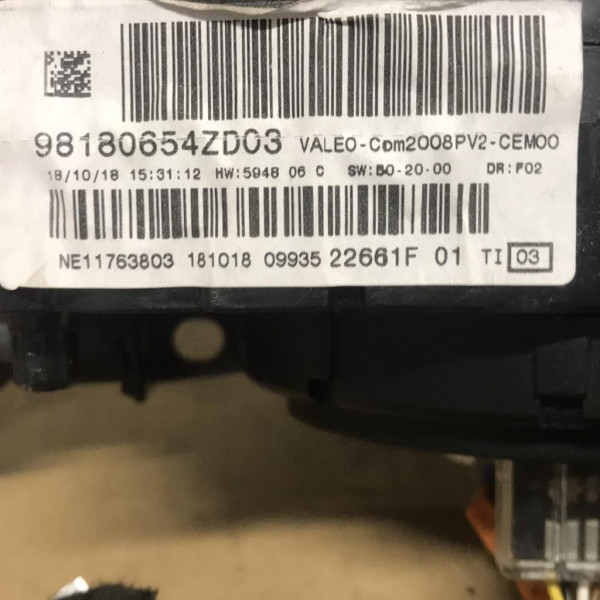 98180654ZD03 VALEO-Com2008PV2-CEM00
18/10/18 15:31:12 HW:5948 06 C SW:B0-20-00 DR:F02
NE11763803 181018 09935 22661F 01 TI 03